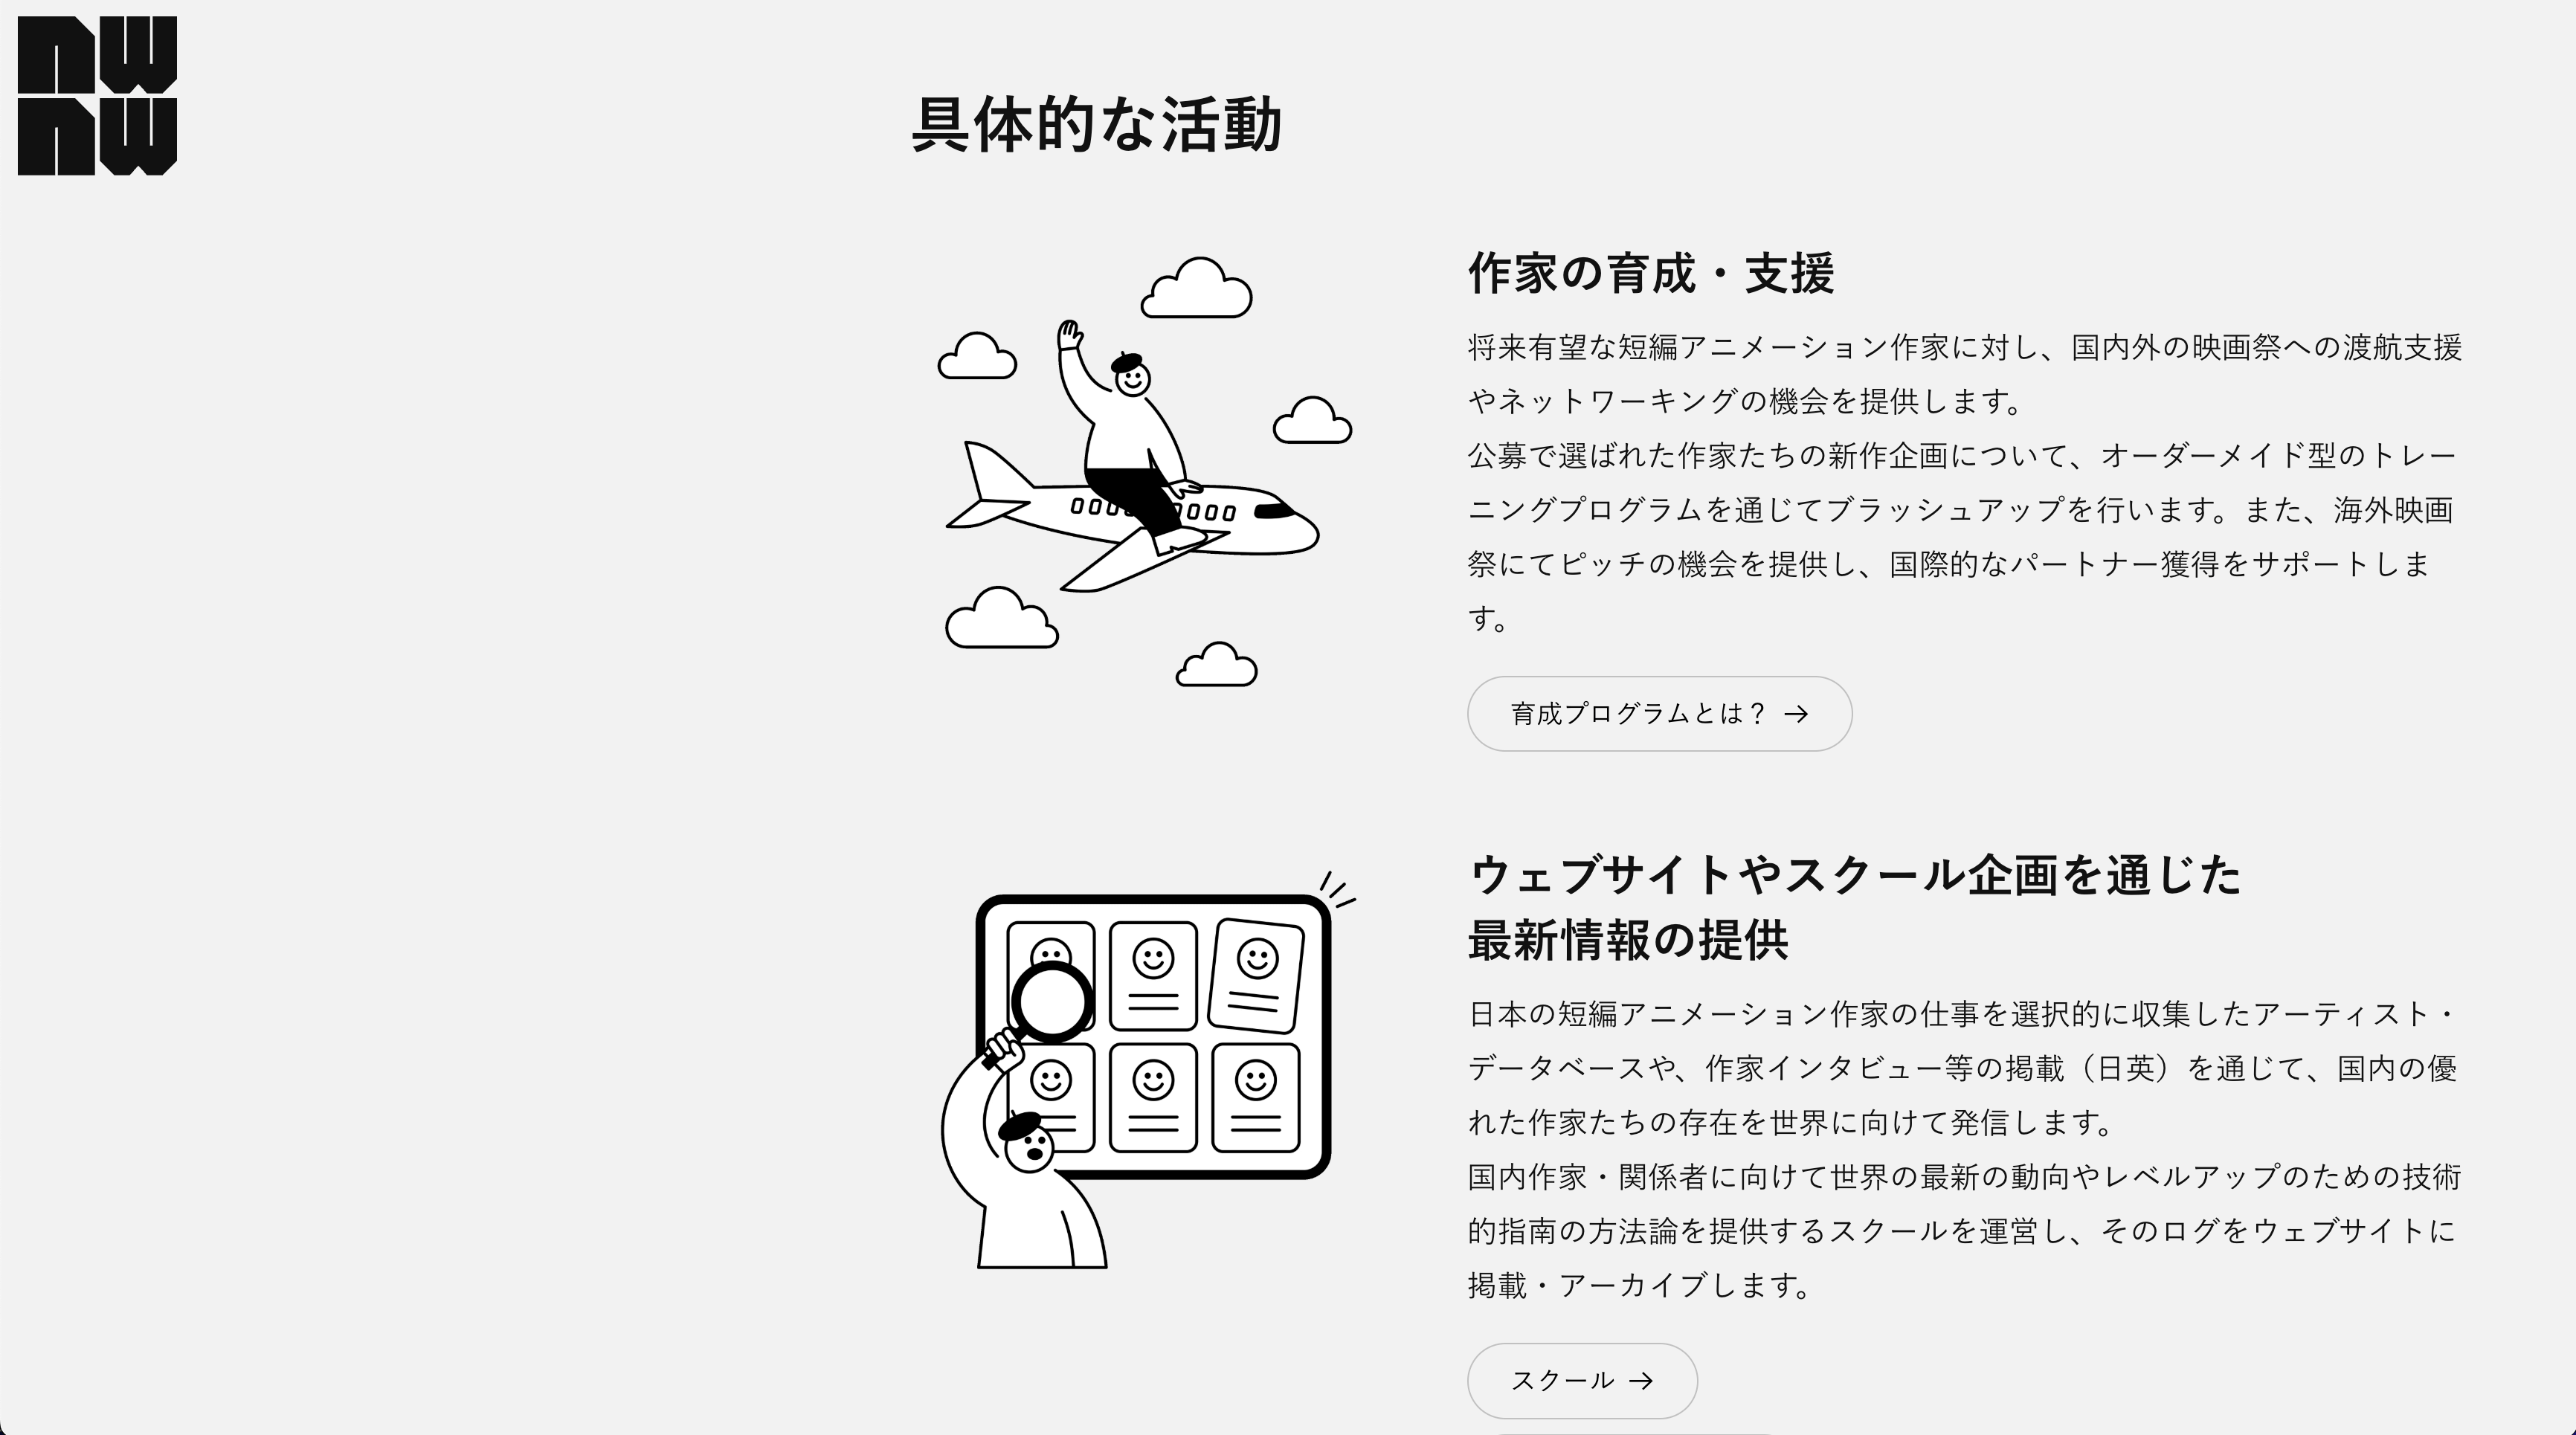 nw
nw
具体的な活動
作家の育成・支援
将来有望な短編アニメーション作家に対し、国内外の映画祭への渡航支援
やネットワーキングの機会を提供します。
公募で選ばれた作家たちの新作企画について、オーダーメイド型のトレー
ニングプログラムを通じてブラッシュアップを行います。また、海外映画
祭にてピッチの機会を提供し、国際的なパートナー獲得をサポートしま
す。
育成プログラムとは？ →
ウェブサイトやスクール企画を通じた
最新情報の提供
日本の短編アニメーション作家の仕事を選択的に収集したアーティスト・
データベースや、作家インタビュー等の掲載（日英）を通じて、国内の優
れた作家たちの存在を世界に向けて発信します。
国内作家・関係者に向けて世界の最新の動向やレベルアップのための技術
的指南の方法論を提供するスクールを運営し、そのログをウェブサイトに
掲載・アーカイブします。
スクール →